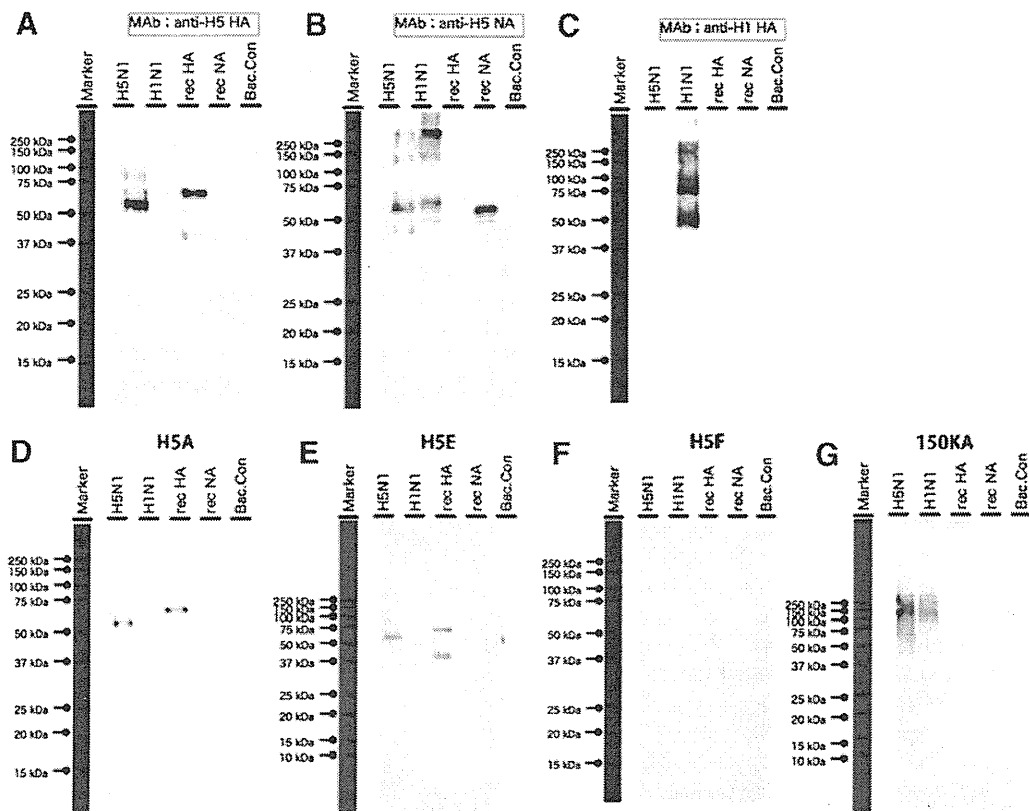 A
MAb : anti-H5 HA
Marker
H5N1
H1N1
rec HA
rec NA
Bac.Con
250 kDa
150 kDa
100 kDa
75 kDa
50 kDa
37 kDa
25 kDa
20 kDa
15 kDa
B
MAb : anti-H5 NA
Marker
H5N1
H1N1
rec HA
rec NA
Bac.Con
250 kDa
150 kDa
100 kDa
75 kDa
50 kDa
37 kDa
25 kDa
20 kDa
15 kDa
C
MAb : anti-H1 HA
Marker
H5N1
H1N1
rec HA
rec NA
Bac.Con
250 kDa
150 kDa
100 kDa
75 kDa
50 kDa
37 kDa
25 kDa
20 kDa
15 kDa
D
H5A
Marker
H5N1
H1N1
rec HA
rec NA
Bac.Con
250 kDa
150 kDa
100 kDa
75 kDa
50 kDa
37 kDa
25 kDa
20 kDa
15 kDa
E
H5E
Marker
H5N1
H1N1
rec HA
rec NA
Bac.Con
250 kDa
150 kDa
100 kDa
75 kDa
50 kDa
37 kDa
25 kDa
20 kDa
15 kDa
10 kDa
F
H5F
Marker
H5N1
H1N1
rec HA
rec NA
Bac.Con
250 kDa
150 kDa
100 kDa
75 kDa
50 kDa
37 kDa
25 kDa
20 kDa
15 kDa
G
150KA
Marker
H5N1
H1N1
rec HA
rec NA
Bac.Con
250 kDa
150 kDa
100 kDa
75 kDa
50 kDa
37 kDa
25 kDa
20 kDa
15 kDa
10 kDa